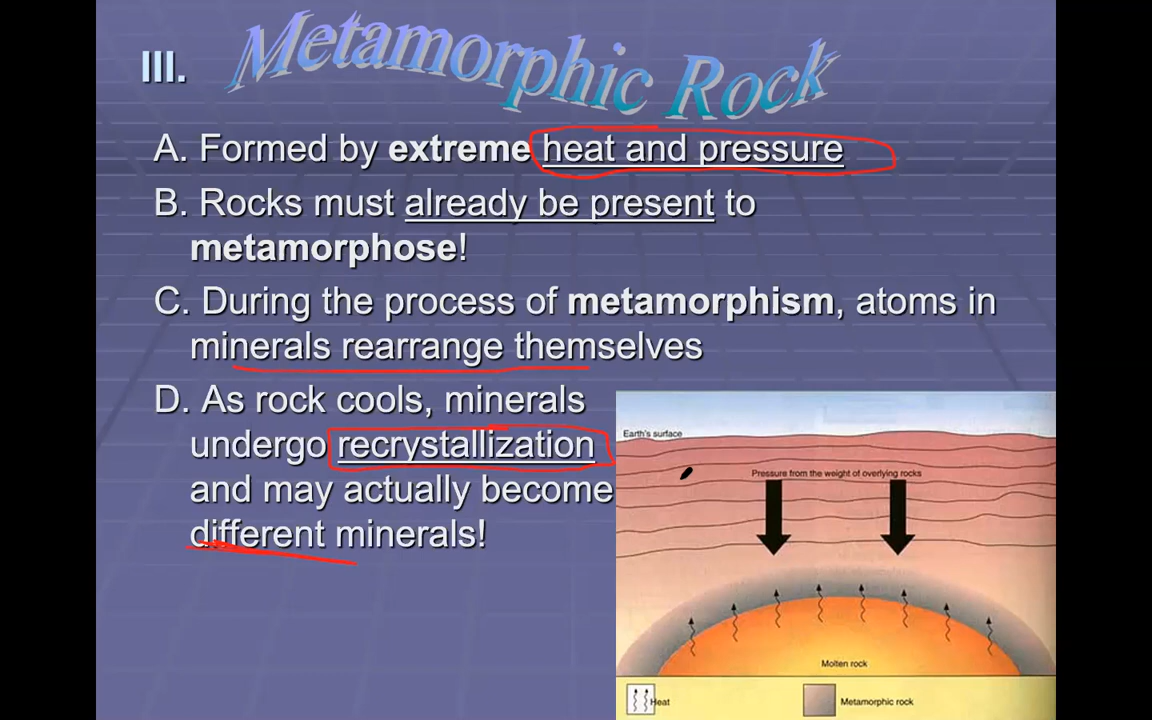 III.
Metamorphic Rock
A. Formed by extreme heat and pressure
B. Rocks must already be present to
metamorphose!
C. During the process of metamorphism, atoms in
minerals rearrange themselves
D. As rock cools, minerals
undergo recrystallization
and may actually become
different minerals!
Earth's surface
Pressure from the weight of overlying rocks
Molten rock
Heat
Metamorphic rock